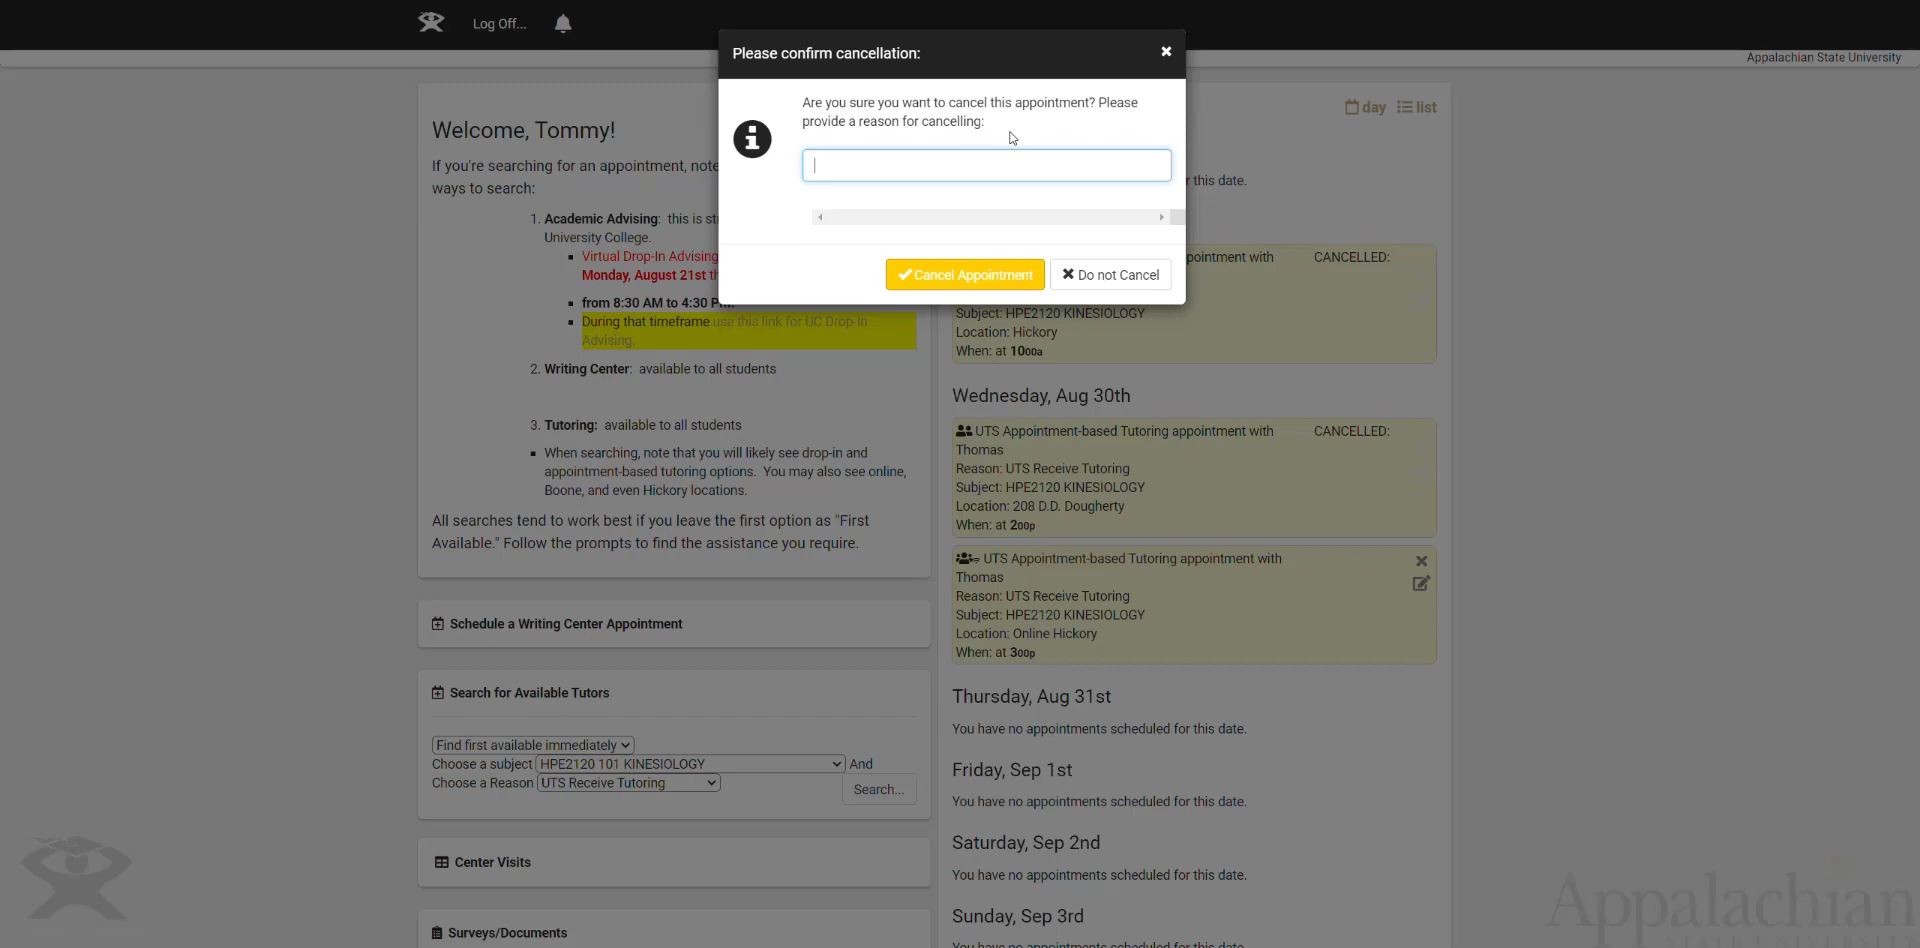 Log Off...
Appalachian State University
Please confirm cancellation:
Are you sure you want to cancel this appointment? Please
provide a reason for cancelling:
Cancel Appointment
Do not Cancel
Welcome, Tommy!
If you're searching for an appointment, note
ways to search:
1. Academic Advising: this is
University College.
Virtual Drop-In Advising
Monday, August 21st
from 8:30 AM to 4:30
During that timeframe use this link for UC Drop-In
Advising,
2. Writing Center: available to all students
3. Tutoring: available to all students
When searching, note that you will likely see drop-in and
appointment-based tutoring options. You may also see online,
Boone, and even Hickory locations.
All searches tend to work best if you leave the first option as "First
Available." Follow the prompts to find the assistance you require.
Schedule a Writing Center Appointment
Search for Available Tutors
Find first available immediately
Choose a subject HPE2120 101 KINESIOLOGY And
Choose a Reason UTS Receive Tutoring
Search...
Center Visits
Surveys/Documents
day list
this date.
with CANCELLED:
Subject: HPE2120 KINESIOLOGY
Location: Hickory
When: at 1000a
Wednesday, Aug 30th
UTS Appointment-based Tutoring appointment with CANCELLED:
Thomas
Reason: UTS Receive Tutoring
Subject: HPE2120 KINESIOLOGY
Location: 208 D.D. Dougherty
When: at 200p
UTS Appointment-based Tutoring appointment with
Thomas
Reason: UTS Receive Tutoring
Subject: HPE2120 KINESIOLOGY
Location: Online Hickory
When: at 300p
Thursday, Aug 31st
You have no appointments scheduled for this date.
Friday, Sep 1st
You have no appointments scheduled for this date.
Saturday, Sep 2nd
You have no appointments scheduled for this date.
Sunday, Sep 3rd
You have no appointments scheduled for this date.
Appalachian